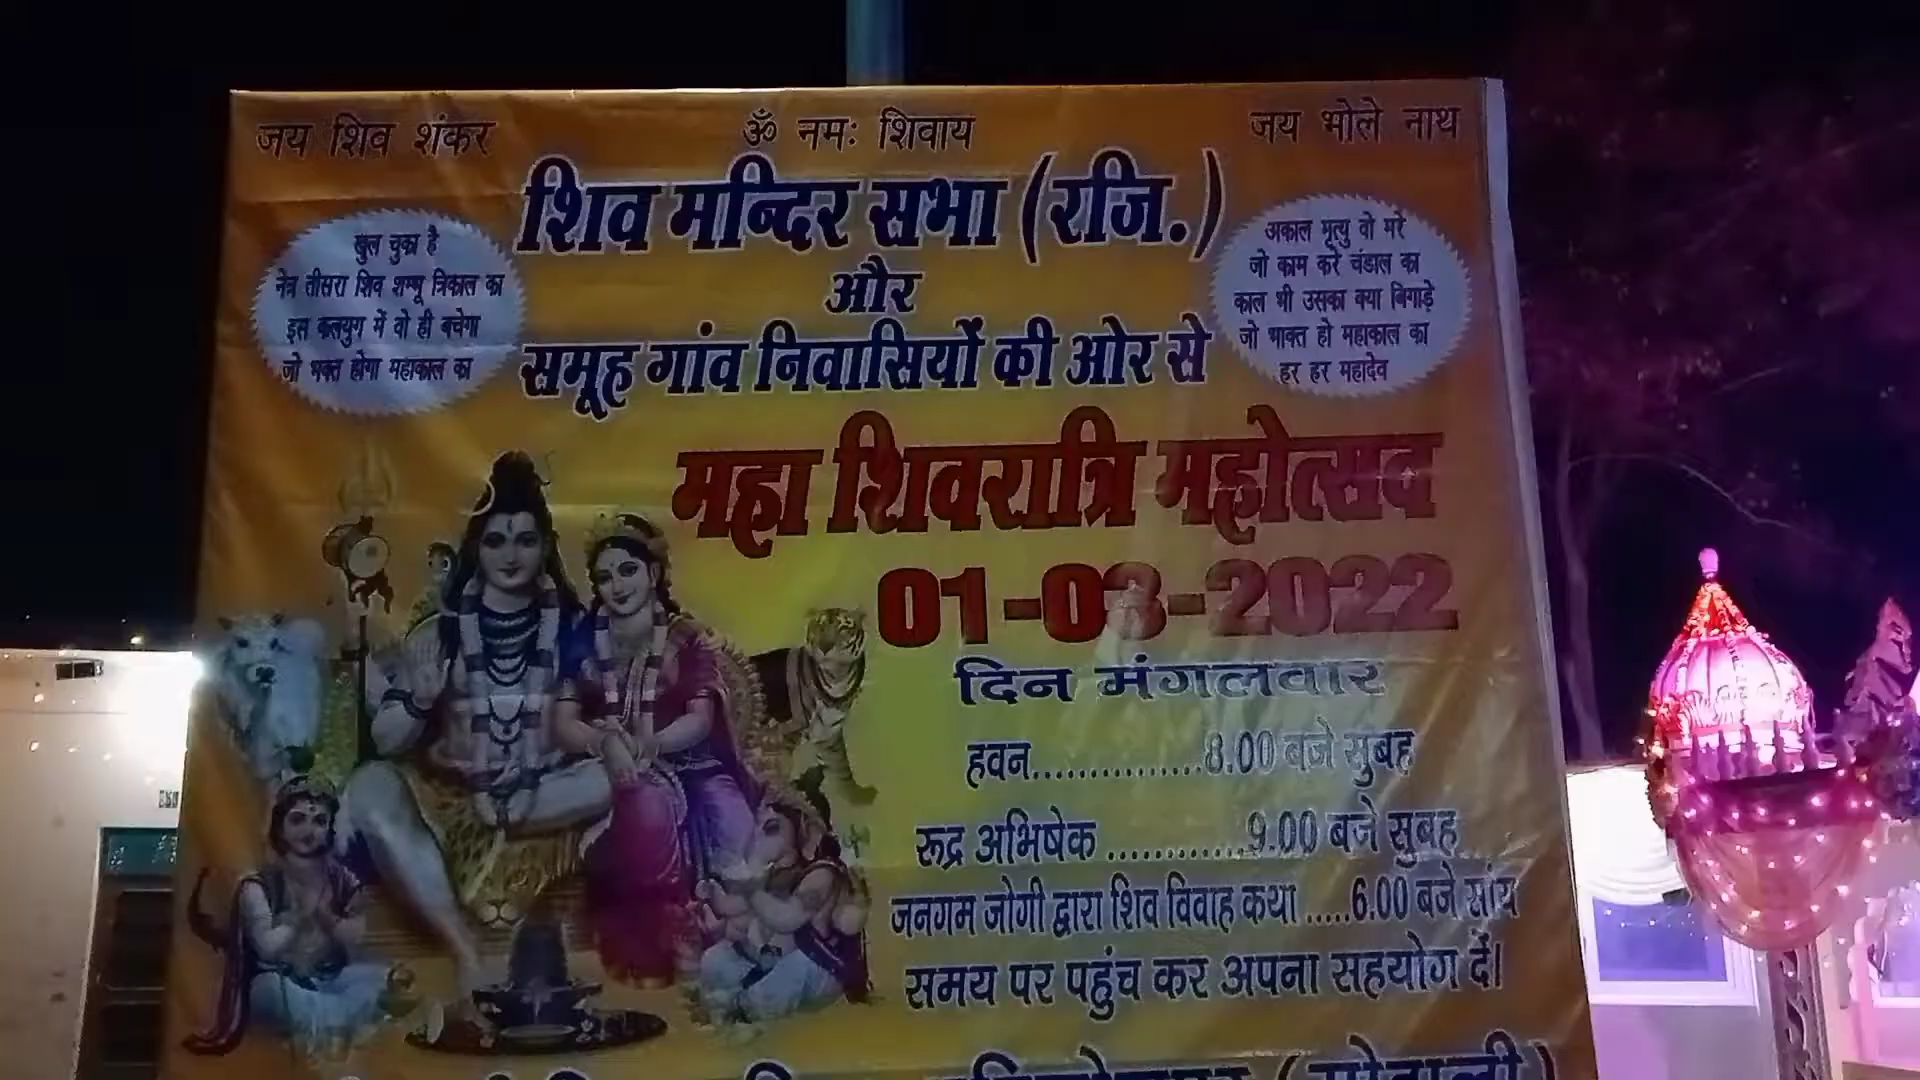 जय शिव शंकर
ॐ नमः शिवाय
जय भोले नाथ
शिव मन्दिर सभा (रजि.)
और
समूह गांव निवासियों की ओर से
खुल चुका है
नेत्र तीसरा शिव शम्भू त्रिकाल का
इस कलयुग में वो ही बचेगा
जो भक्त होगा महाकाल का
अकाल मृत्यु वो मरे
जो काम करे चंडाल का
काल भी उसका क्या बिगाड़े
जो भाक्त हो महाकाल का
हर हर महादेव
महा शिवरात्रि महोत्सव
01-03-2022
दिन मंगलवार
हवन...............8.00 बजे सुबह
रूद्र अभिषेक ............9.00 बजे सुबह
जनगम जोगी द्वारा शिव विवाह कथा .....6.00 बजे सांय
समय पर पहुंच कर अपना सहयोग दें।